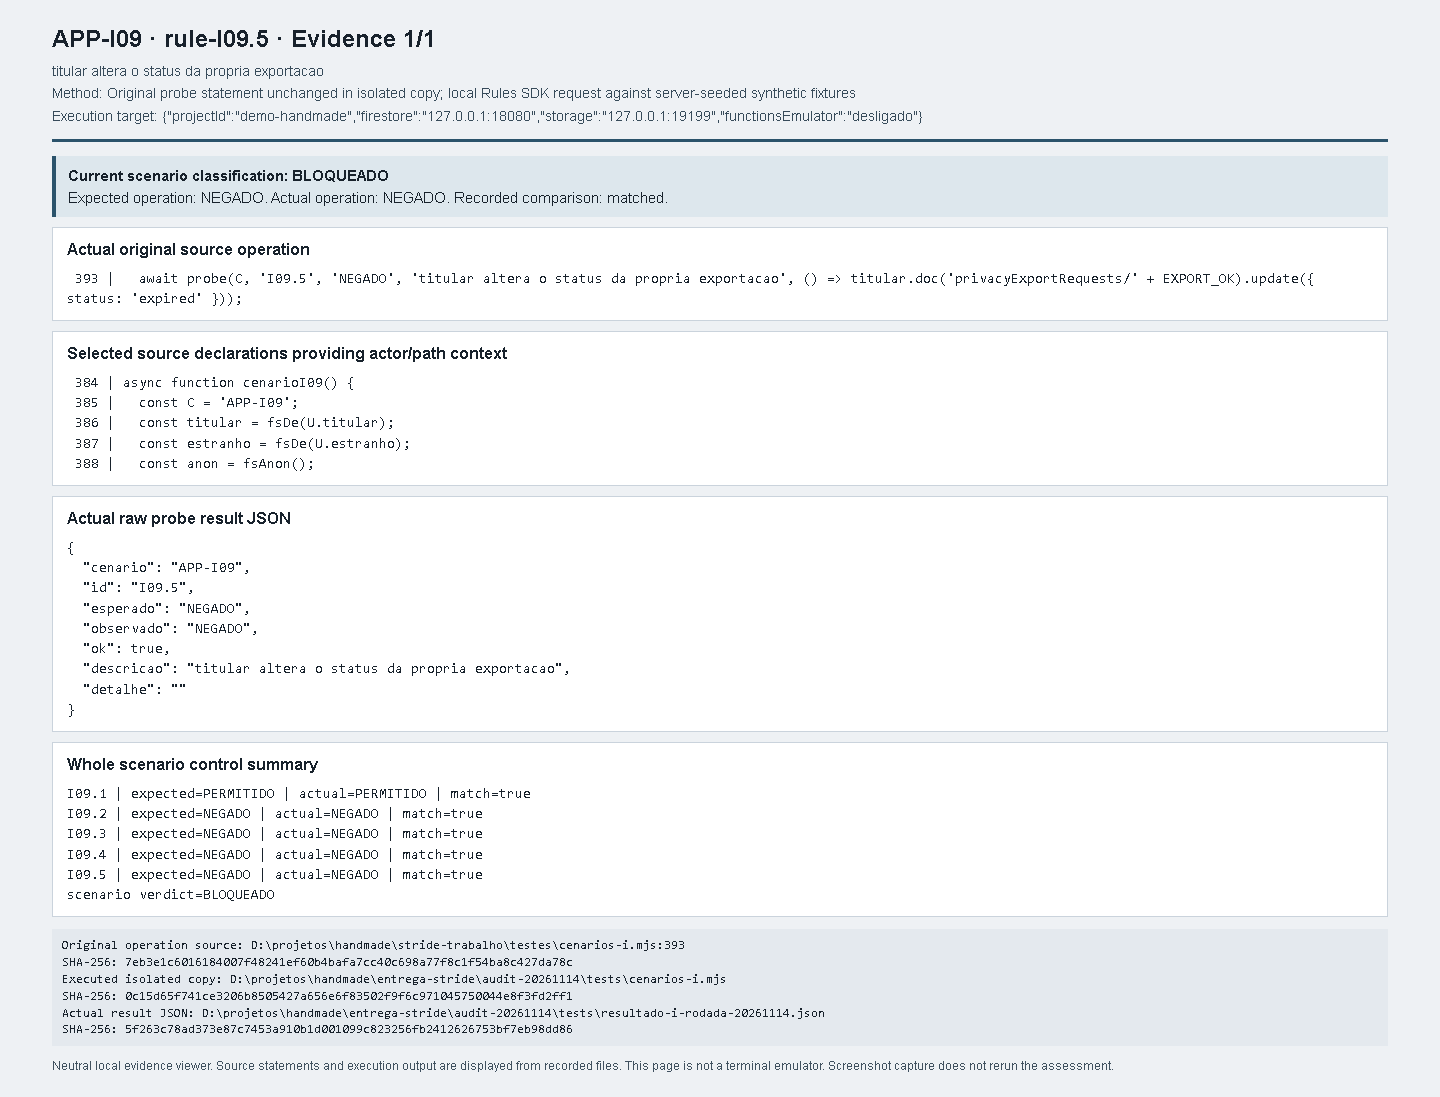 APP-I09 · rule-I09.5 · Evidence 1/1
titular altera o status da propria exportacao
Method: Original probe statement unchanged in isolated copy; local Rules SDK request against server-seeded synthetic fixtures
Execution target: {"projectId":"demo-handmade","firestore":"127.0.0.1:18080","storage":"127.0.0.1:19199","functionsEmulator":"desligado"}
Current scenario classification: BLOQUEADO
Expected operation: NEGADO. Actual operation: NEGADO. Recorded comparison: matched.
Actual original source operation
393 |   await probe(C, 'I09.5', 'NEGADO', 'titular altera o status da propria exportacao', () => titular.doc('privacyExportRequests/' + EXPORT_OK).update({
status: 'expired' }));
Selected source declarations providing actor/path context
384 | async function cenarioI09() {
385 |   const C = 'APP-I09';
386 |   const titular = fsDe(U.titular);
387 |   const estranho = fsDe(U.estranho);
388 |   const anon = fsAnon();
Actual raw probe result JSON
{
  "cenario": "APP-I09",
  "id": "I09.5",
  "esperado": "NEGADO",
  "observado": "NEGADO",
  "ok": true,
  "descricao": "titular altera o status da propria exportacao",
  "detalhe": ""
}
Whole scenario control summary
I09.1 | expected=PERMITIDO | actual=PERMITIDO | match=true
I09.2 | expected=NEGADO | actual=NEGADO | match=true
I09.3 | expected=NEGADO | actual=NEGADO | match=true
I09.4 | expected=NEGADO | actual=NEGADO | match=true
I09.5 | expected=NEGADO | actual=NEGADO | match=true
scenario verdict=BLOQUEADO
Original operation source: D:\projetos\handmade\stride-trabalho\testes\cenarios-i.mjs:393
SHA-256: 7eb3e1c6016184007f48241ef60b4bafa7cc40c698a77f8c1f54ba8c427da78c
Executed isolated copy: D:\projetos\handmade\entrega-stride\audit-20261114\tests\cenarios-i.mjs
SHA-256: 0c15d65f741ce3206b8505427a656e6f83502f9f6c971045750044e8f3fd2ff1
Actual result JSON: D:\projetos\handmade\entrega-stride\audit-20261114\tests\resultado-i-rodada-20261114.json
SHA-256: 5f263c78ad373e87c7453a910b1d001099c823256fb2412626753bf7eb98dd86
Neutral local evidence viewer. Source statements and execution output are displayed from recorded files. This page is not a terminal emulator. Screenshot capture does not rerun the assessment.